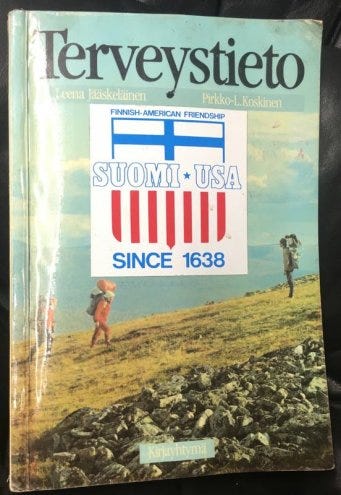 Terveystieto
Leena Jääskeläinen Pirkko-L. Koskinen
FINNISH-AMERICAN FRIENDSHIP
SUOMI ★ USA
SINCE 1638
Kirjayhtymä